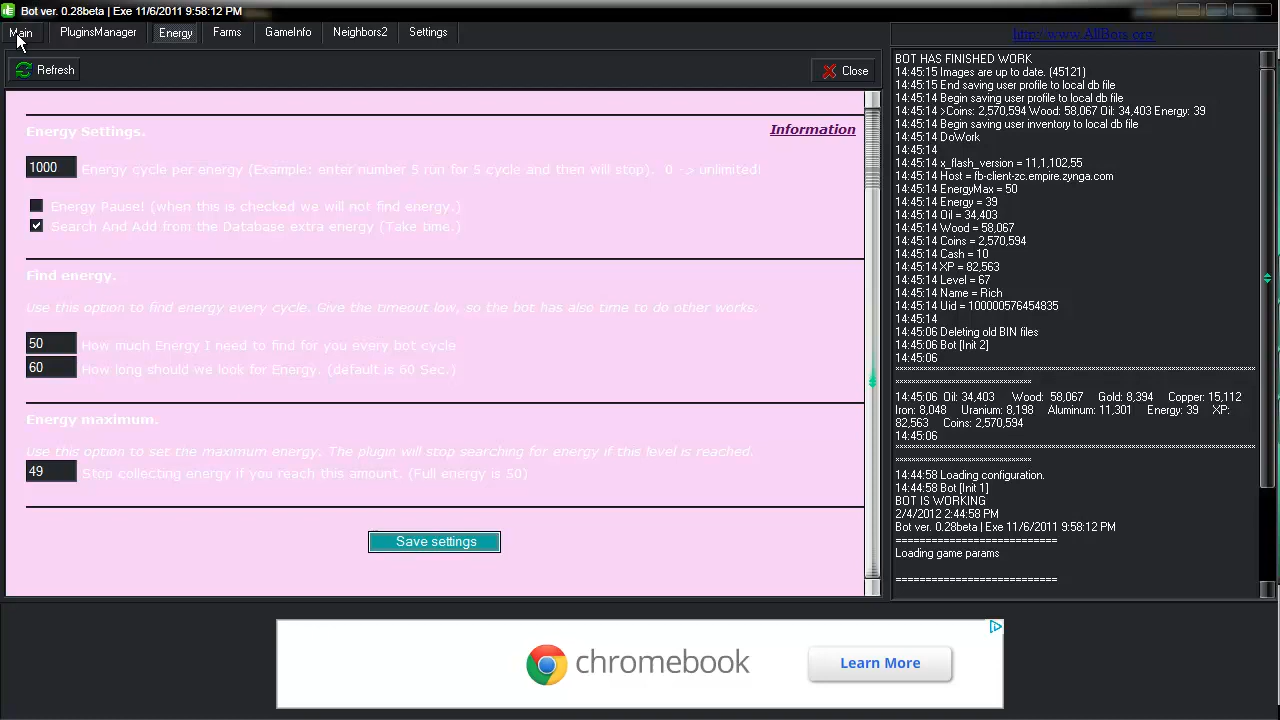 Bot ver. 0.28beta | Exe 11/6/2011 9:58:12 PM
Main PluginsManager Energy Farms GameInfo Neighbors2 Settings
http://www.AllBots.org/
Refresh
Close
Energy Settings.
Information
1000 Energy cycle per energy (Example: enter number 5 run for 5 cycle and then will stop). 0 -> unlimited!
Energy Pause! (when this is checked we will not find energy.)
Search And Add from the Database extra energy (Take time.)
Find energy.
Use this option to find energy every cycle. Give the timeout low, so the bot has also time to do other works.
50 How much Energy I need to find for you every bot cycle
60 How long should we look for Energy. (default is 60 Sec.)
Energy maximum.
Use this option to set the maximum energy. The plugin will stop searching for energy if this level is reached.
49 Stop collecting energy if you reach this amount. (Full energy is 50)
Save settings
BOT HAS FINISHED WORK
14:45:15 Images are up to date. (45121)
14:45:15 End saving user profile to local db file
14:45:14 Begin saving user profile to local db file
14:45:14 >Coins: 2,570,594 Wood: 58,067 Oil: 34,403 Energy: 39
14:45:14 Begin saving user inventory to local db file
14:45:14 DoWork
14:45:14
14:45:14 x_flash_version = 11,1,102,55
14:45:14 Host = fb-client-zc.empire.zynga.com
14:45:14 EnergyMax = 50
14:45:14 Energy = 39
14:45:14 Oil = 34,403
14:45:14 Wood = 58,067
14:45:14 Coins = 2,570,594
14:45:14 Cash = 10
14:45:14 XP = 82,563
14:45:14 Level = 67
14:45:14 Name = Rich
14:45:14 Uid = 100000576454835
14:45:14
14:45:06 Deleting old BIN files
14:45:06 Bot [Init 2]
14:45:06
14:45:06 Oil: 34,403 Wood: 58,067 Gold: 8,394 Copper: 15,112
Iron: 8,048 Uranium: 8,198 Aluminum: 11,301 Energy: 39 XP:
82,563 Coins: 2,570,594
14:45:06
14:44:58 Loading configuration.
14:44:58 Bot [Init 1]
BOT IS WORKING
2/4/2012 2:44:58 PM
Bot ver. 0.28beta | Exe 11/6/2011 9:58:12 PM
===========================
Loading game params
===========================
chromebook
Learn More